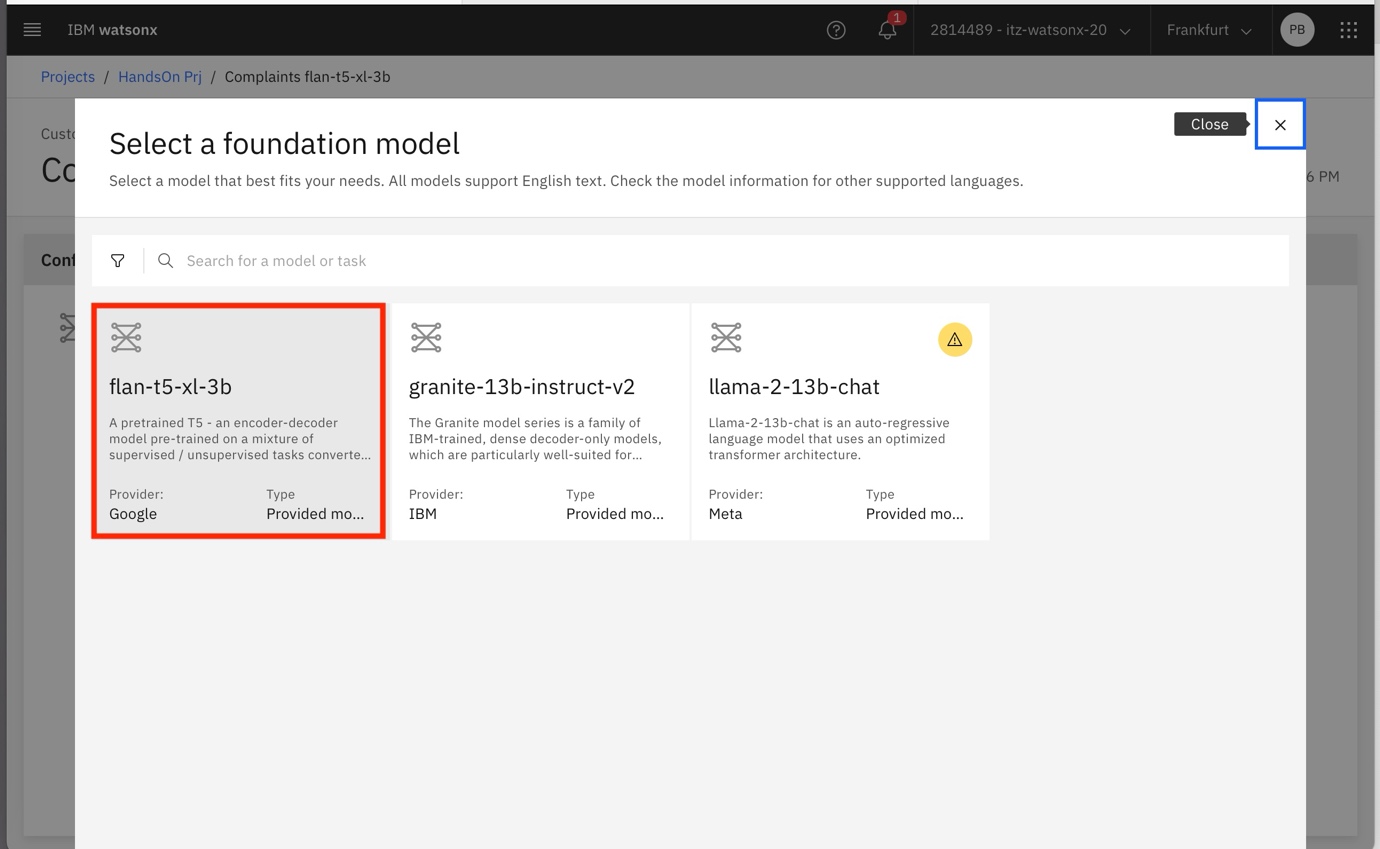 IBM watsonx
1
2814489 - itz-watsonx-20
Frankfurt
PB
Projects / HandsOn Prj / Complaints flan-t5-xl-3b
Custo
Co
6 PM
Conf
Select a foundation model
Close
Select a model that best fits your needs. All models support English text. Check the model information for other supported languages.
Search for a model or task
flan-t5-xl-3b
A pretrained T5 - an encoder-decoder
model pre-trained on a mixture of
supervised / unsupervised tasks converte...
Provider:
Type
Google
Provided mo...
granite-13b-instruct-v2
The Granite model series is a family of
IBM-trained, dense decoder-only models,
which are particularly well-suited for...
Provider:
Type
IBM
Provided mo...
llama-2-13b-chat
Llama-2-13b-chat is an auto-regressive
language model that uses an optimized
transformer architecture.
Provider:
Type
Meta
Provided mo...